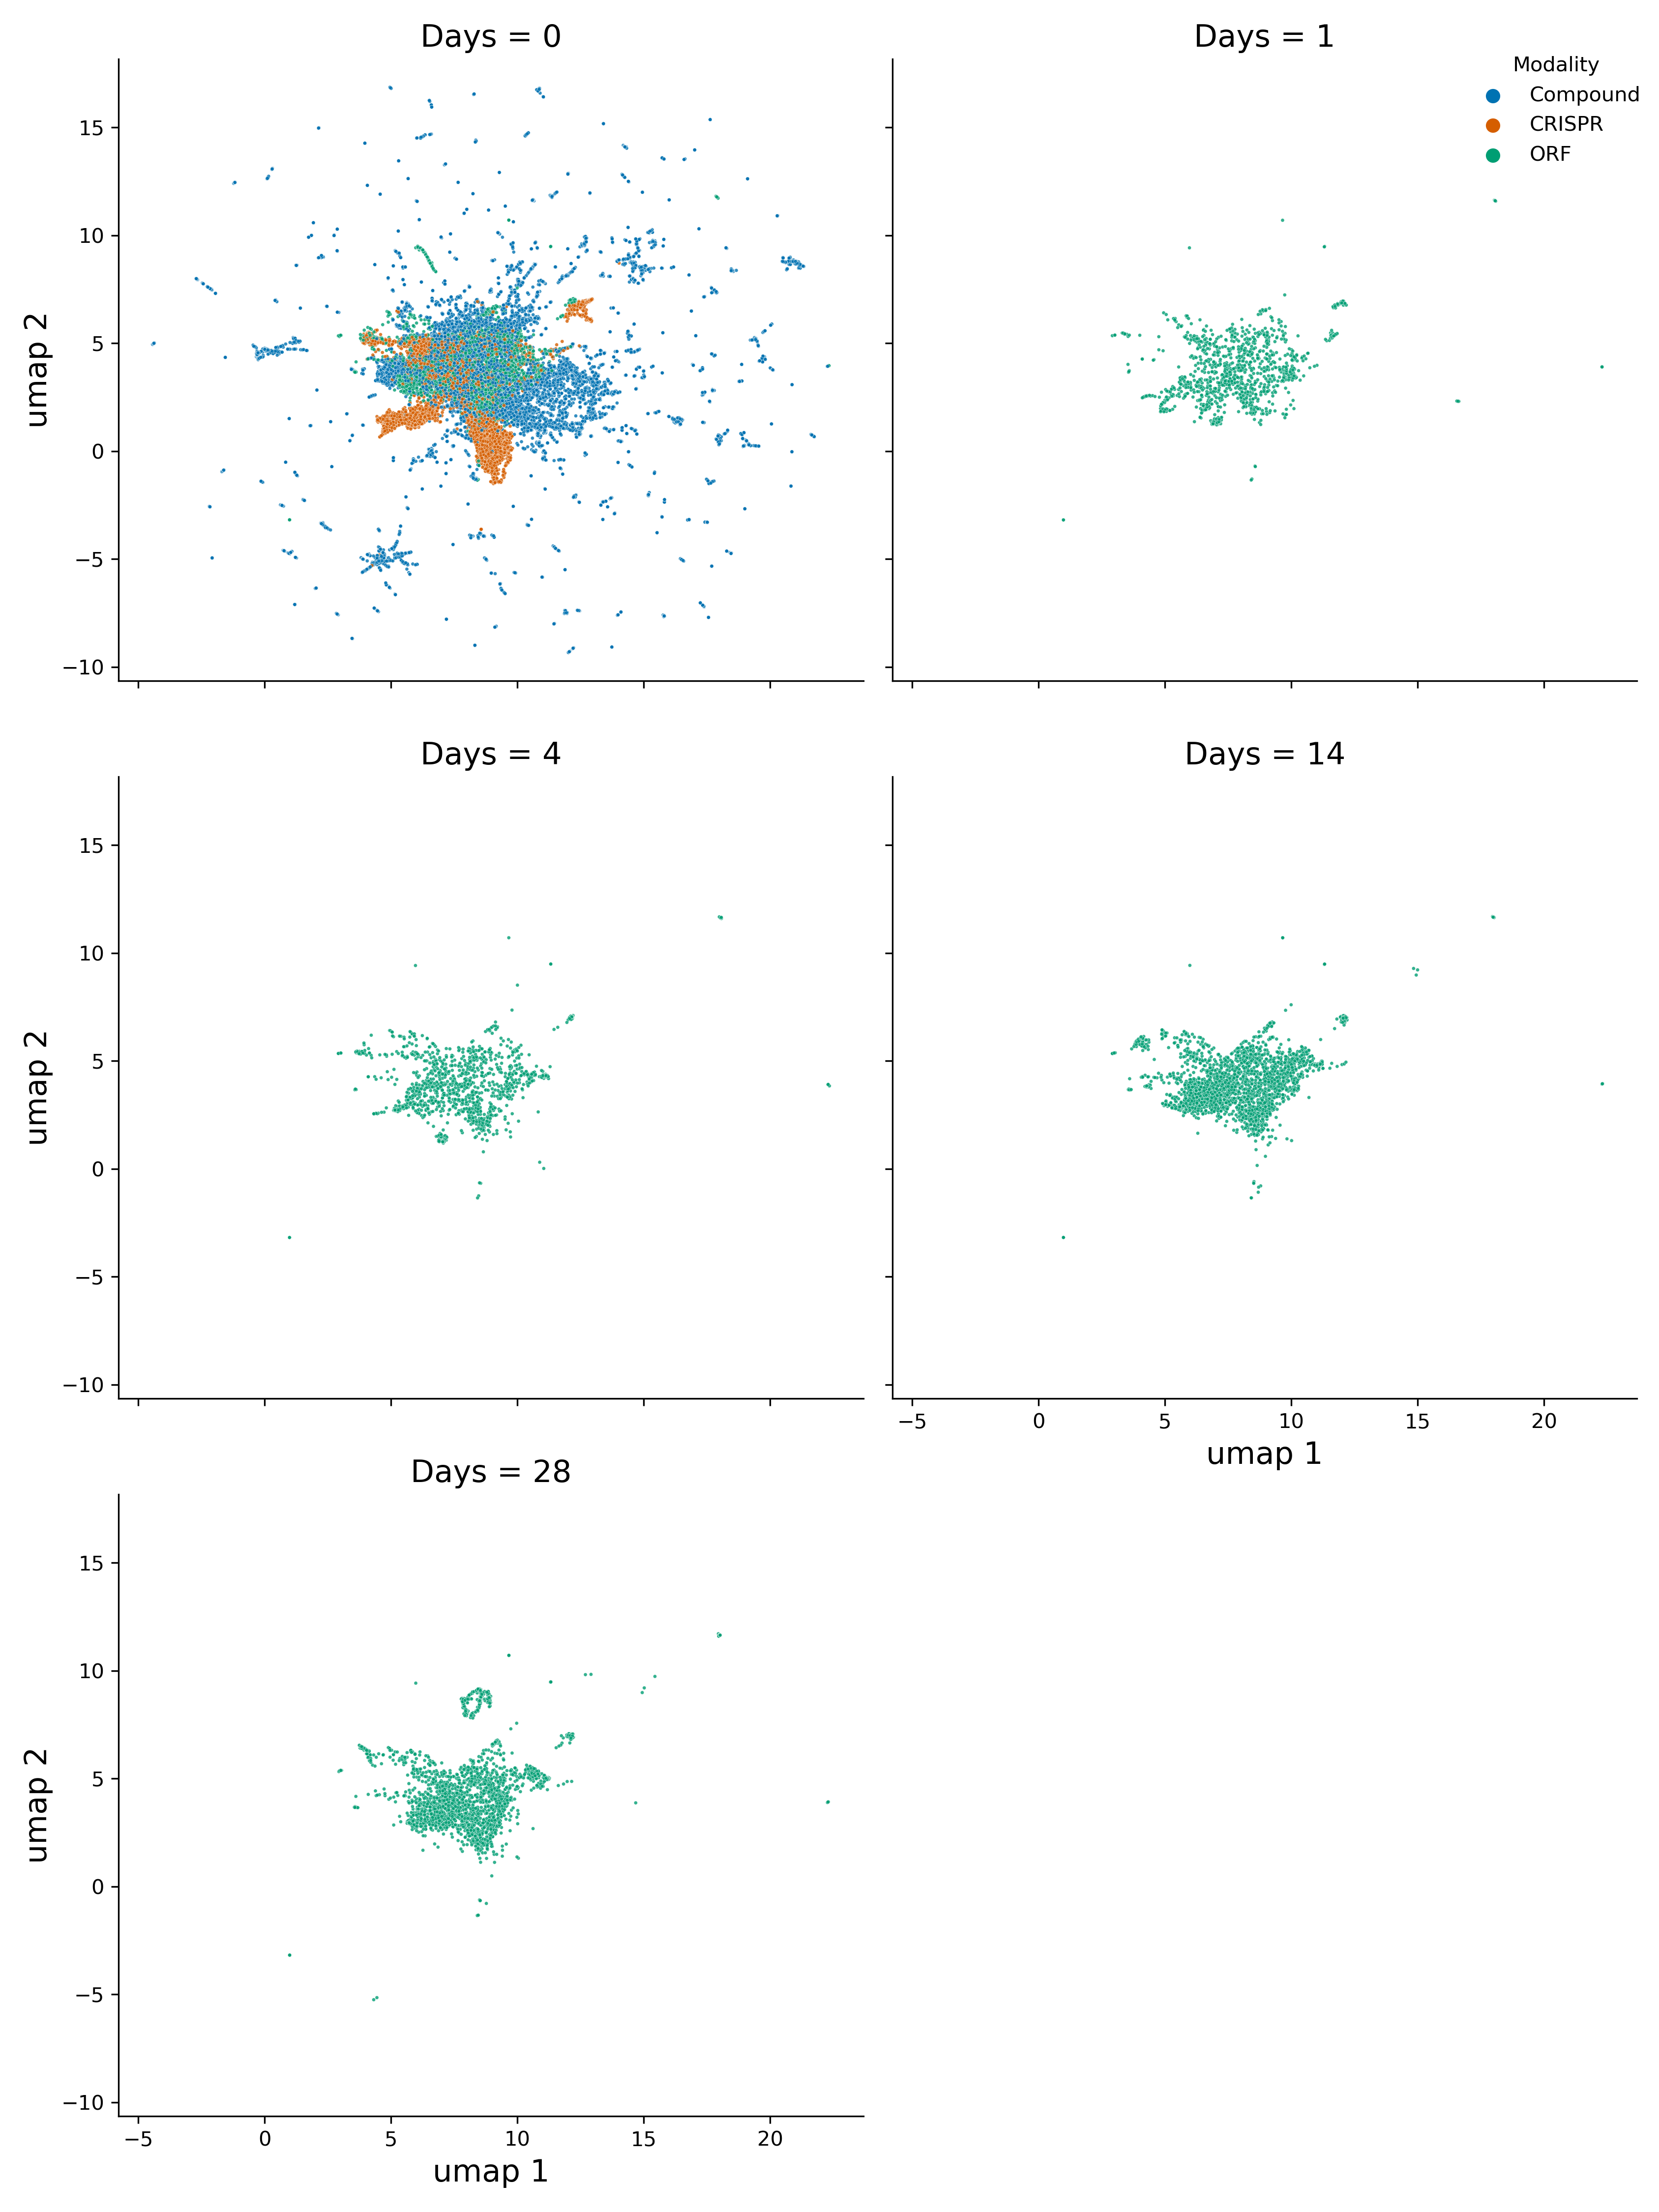 Days = 0
Days = 1
Modality
Compound
CRISPR
ORF
15
10
5
0
−5
−10
umap 2
Days = 4
Days = 14
15
10
5
0
−5
−10
umap 2
−5 0 5 10 15 20
umap 1
Days = 28
15
10
5
0
−5
−10
umap 2
−5 0 5 10 15 20
umap 1